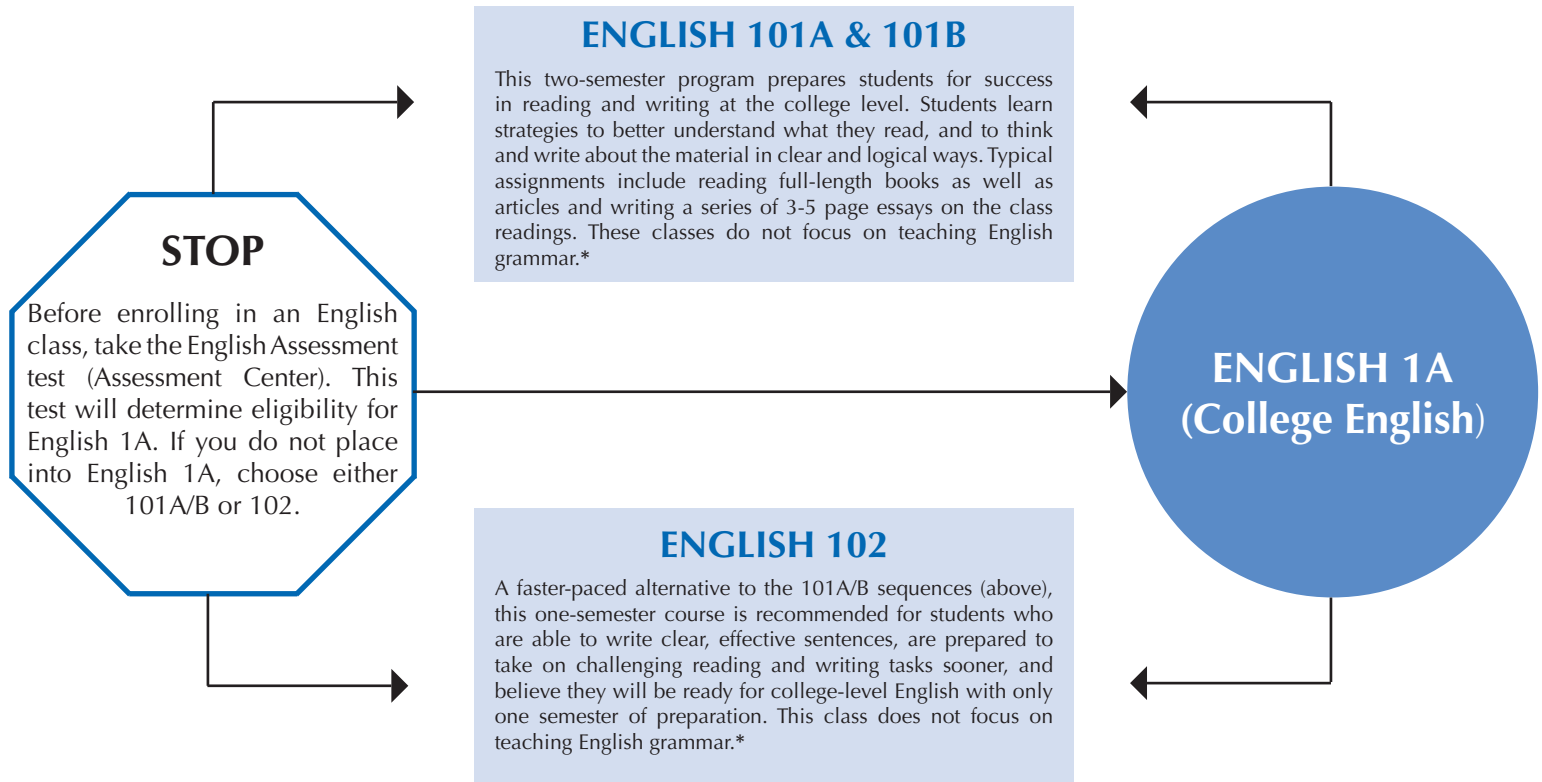 ENGLISH 101A & 101B
This two-semester program prepares students for success
in reading and writing at the college level. Students learn
strategies to better understand what they read, and to think
and write about the material in clear and logical ways. Typical
assignments include reading full-length books as well as
articles and writing a series of 3-5 page essays on the class
readings. These classes do not focus on teaching English
grammar.*
STOP
Before enrolling in an English
class, take the English Assessment
test (Assessment Center). This
test will determine eligibility for
English 1A. If you do not place
into English 1A, choose either
101A/B or 102.
ENGLISH 1A
(College English)
ENGLISH 102
A faster-paced alternative to the 101A/B sequences (above),
this one-semester course is recommended for students who
are able to write clear, effective sentences, are prepared to
take on challenging reading and writing tasks sooner, and
believe they will be ready for college-level English with only
one semester of preparation. This class does not focus on
teaching English grammar.*